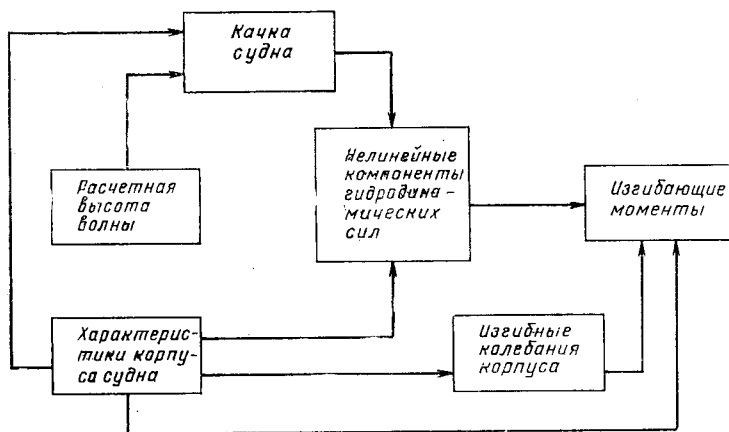 Качка
судна
Нелинейные
компоненты
гидродина-
мических
сил
Расчетная
высота
волны
Изгибающие
моменты
Характерис-
тики корпу-
са судна
Изгибные
колебания
корпуса